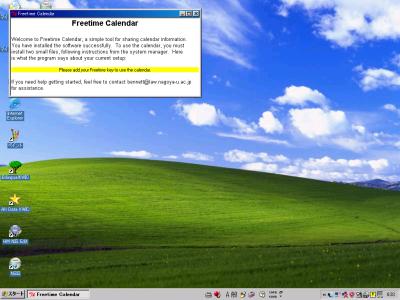 Freetime Calendar
Freetime Calendar
Welcome to Freetime Calendar, a simple tool for sharing calendar information.
You have installed the software successfully. To use the calendar, you must
install two small files, following instructions from the system manager. Here
is what the program says about your current setup:
Please add your Freetime key to use the calendar.
If you need help getting started, feel free to contact bennett@law.nagoya-u.ac.jp
for assistance.
Internet
Explorer
スタート
Freetime Calendar